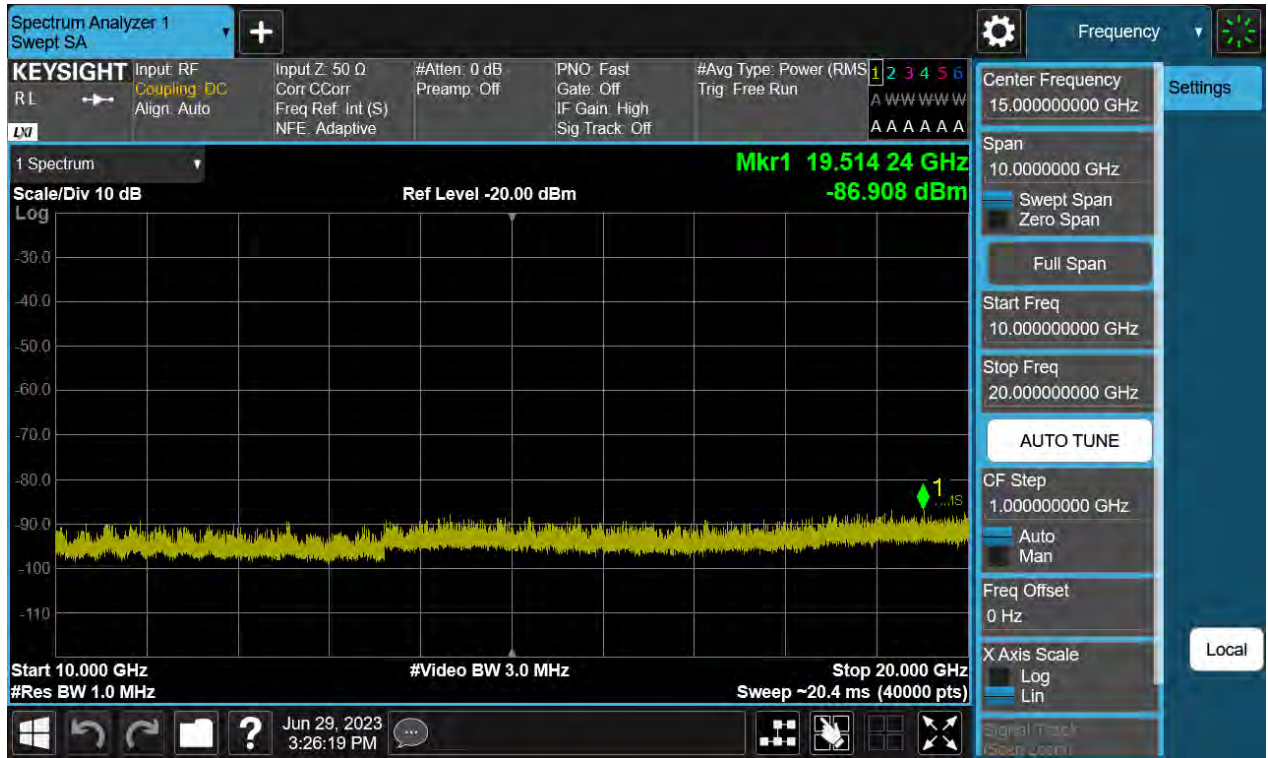 Spectrum Analyzer 1
Swept SA
Frequency
KEYSIGHT
RL
LXI
Input: RF
Coupling: DC
Align: Auto
Input Z: 50 Ω
Corr CCorr
Freq Ref: Int (S)
NFE: Adaptive
#Atten: 0 dB
Preamp: Off
PNO: Fast
Gate: Off
IF Gain: High
Sig Track: Off
#Avg Type: Power (RMS
Trig: Free Run
1 2 3 4 5 6
A W W W W W
A A A A A A
1 Spectrum
Scale/Div 10 dB
Ref Level -20.00 dBm
Mkr1 19.514 24 GHz
-86.908 dBm
Log
-30.0
-40.0
-50.0
-60.0
-70.0
-80.0
-90.0
-100
-110
1
Start 10.000 GHz
#Video BW 3.0 MHz
Stop 20.000 GHz
#Res BW 1.0 MHz
Sweep ~20.4 ms (40000 pts)
Jun 29, 2023
3:26:19 PM
Center Frequency
15.000000000 GHz
Span
10.0000000 GHz
Swept Span
Zero Span
Full Span
Start Freq
10.000000000 GHz
Stop Freq
20.000000000 GHz
AUTO TUNE
CF Step
1.000000000 GHz
Auto
Man
Freq Offset
0 Hz
X Axis Scale
Log
Lin
Signal Track
(Span Zoom)
Settings
Local